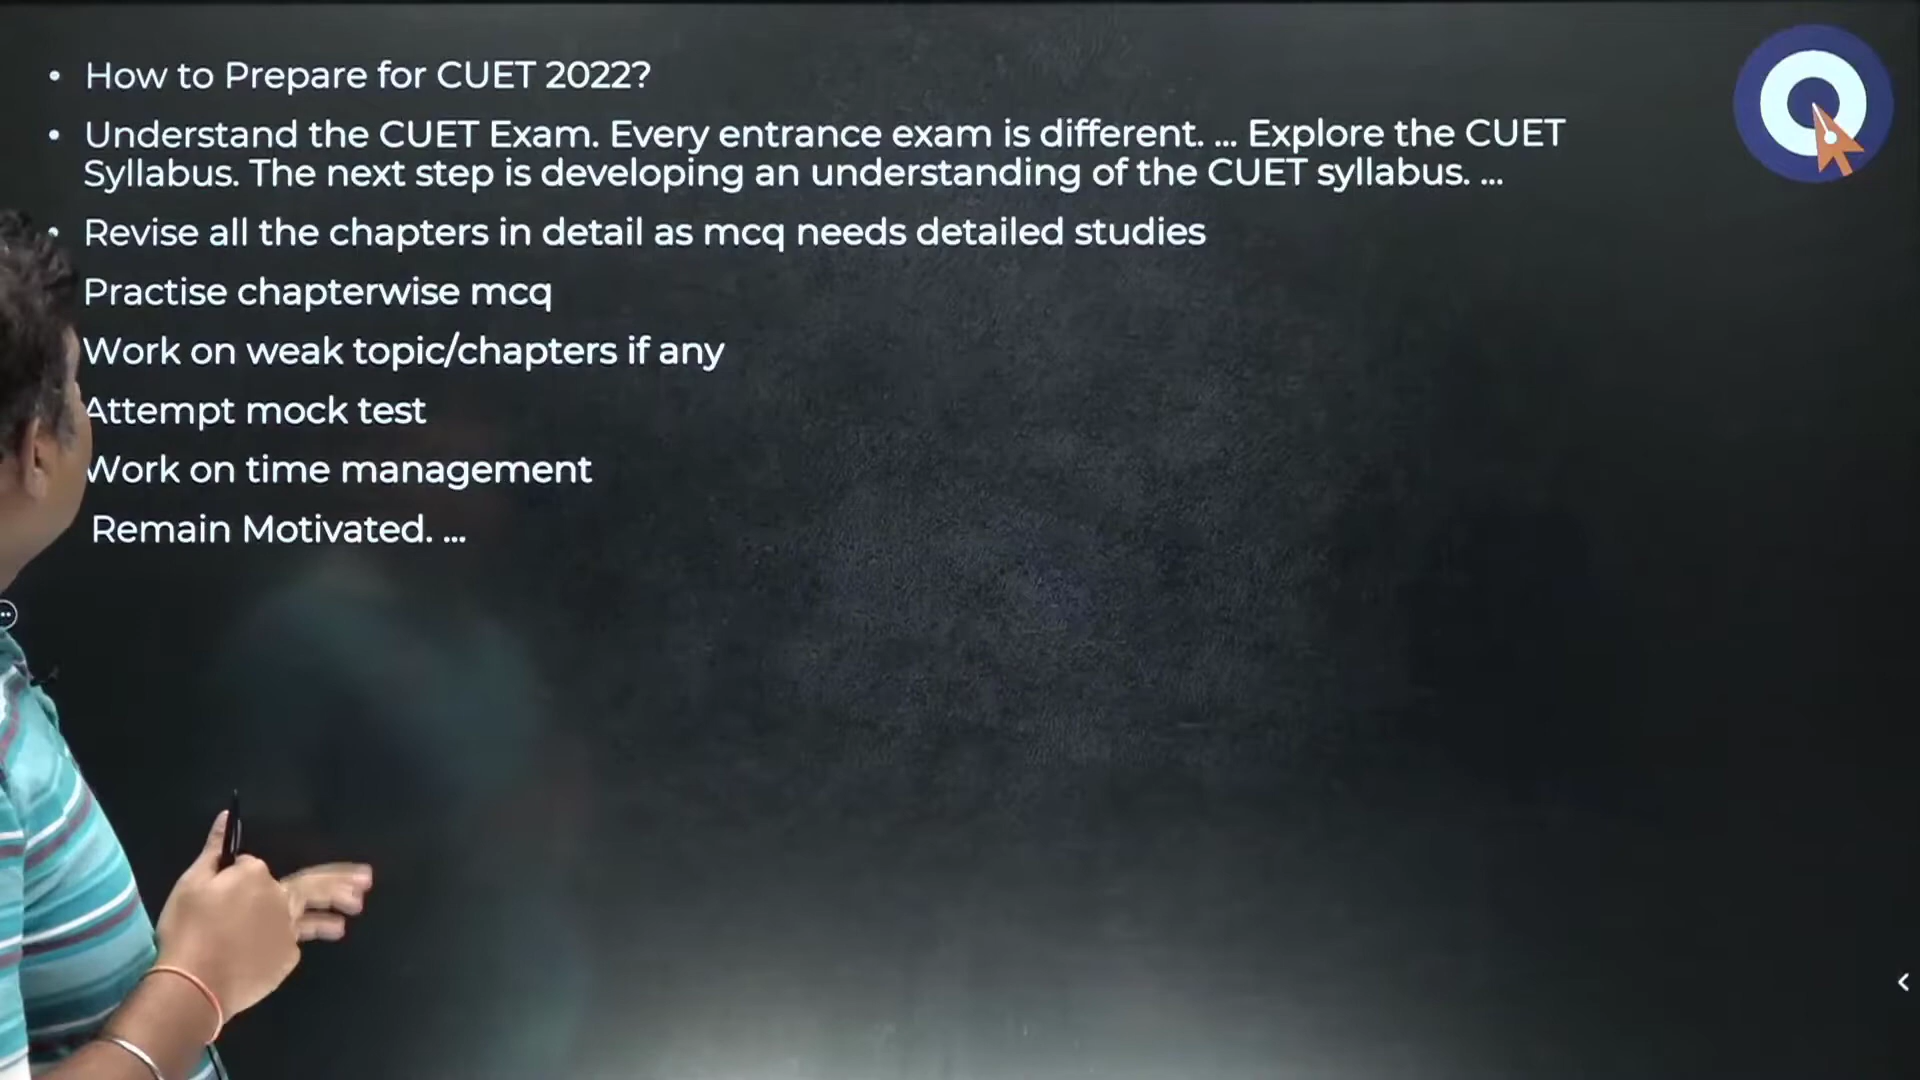 • How to Prepare for CUET 2022?
• Understand the CUET Exam. Every entrance exam is different. ... Explore the CUET
Syllabus. The next step is developing an understanding of the CUET syllabus. ...
• Revise all the chapters in detail as mcq needs detailed studies
Practise chapterwise mcq
Work on weak topic/chapters if any
Attempt mock test
Work on time management
Remain Motivated. ...